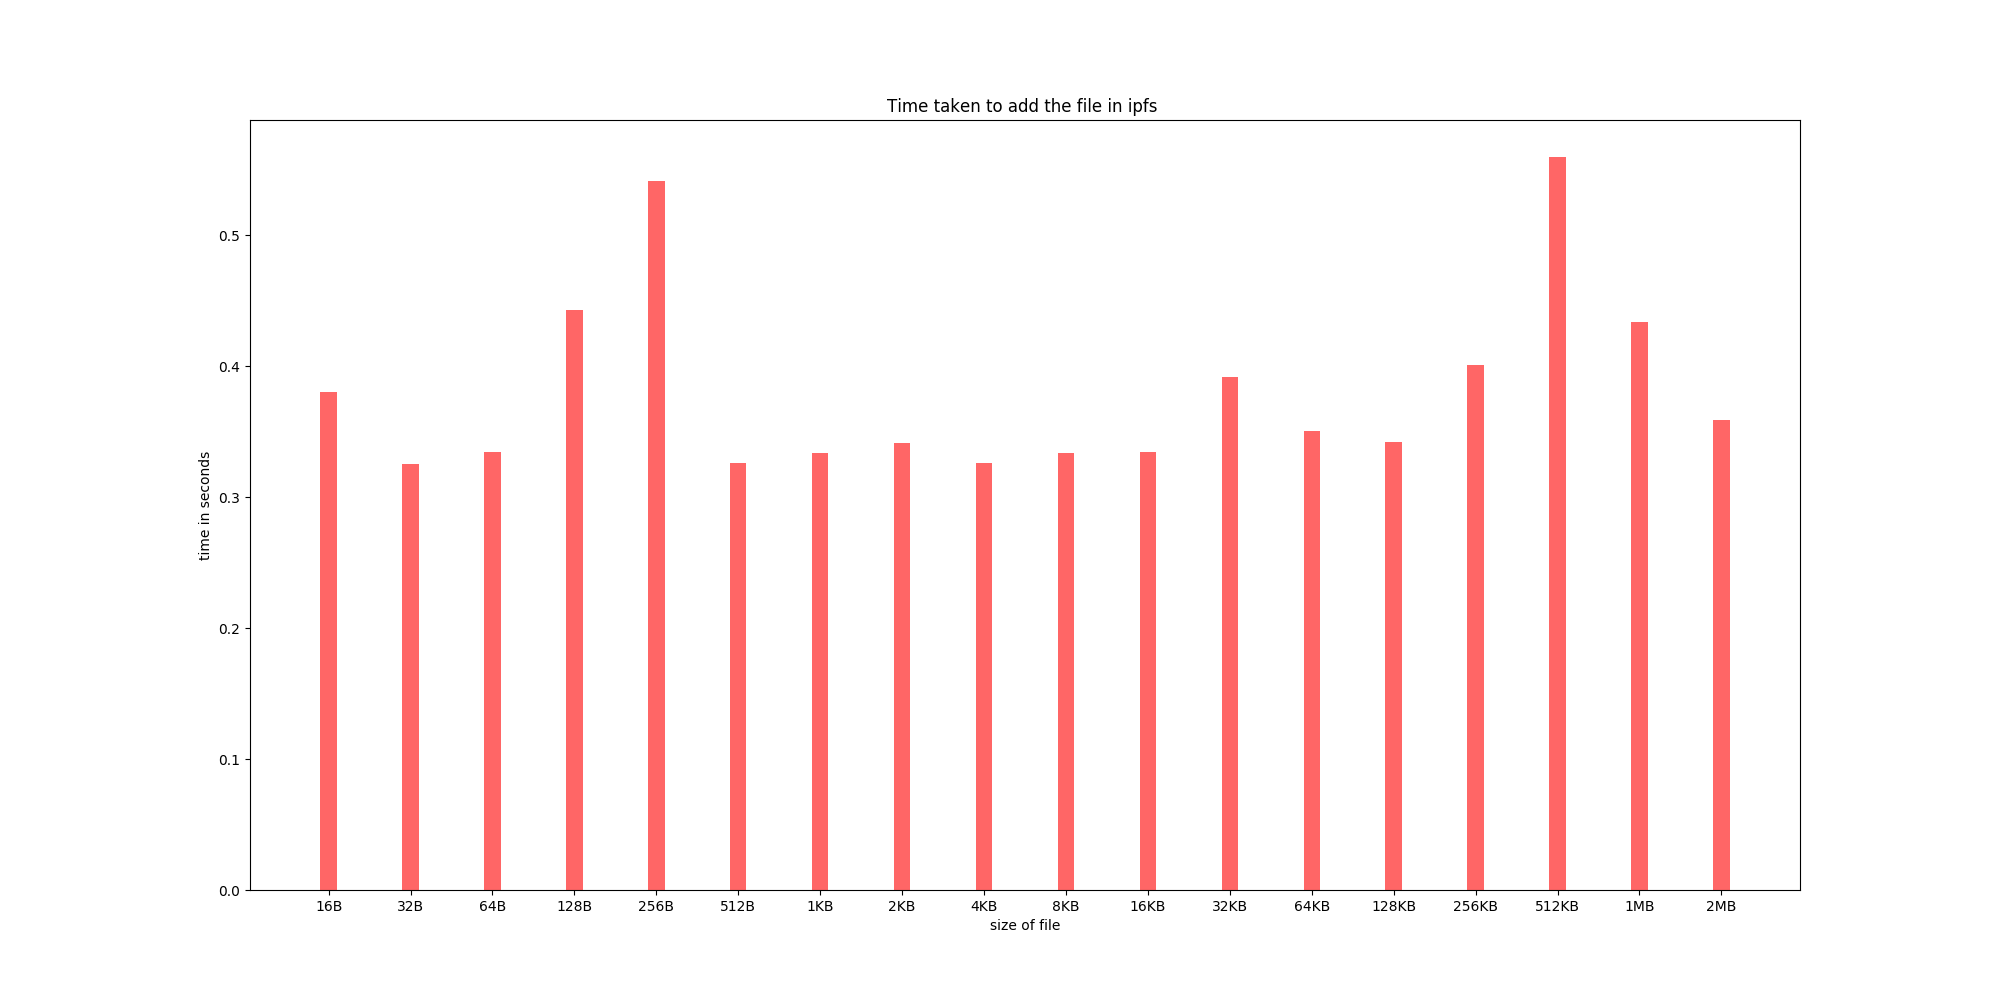 Time taken to add the file in ipfs
time in seconds
0.5
0.4
0.3
0.2
0.1
0.0
16B 32B 64B 128B 256B 512B 1KB 2KB 4KB 8KB 16KB 32KB 64KB 128KB 256KB 512KB 1MB 2MB
size of file